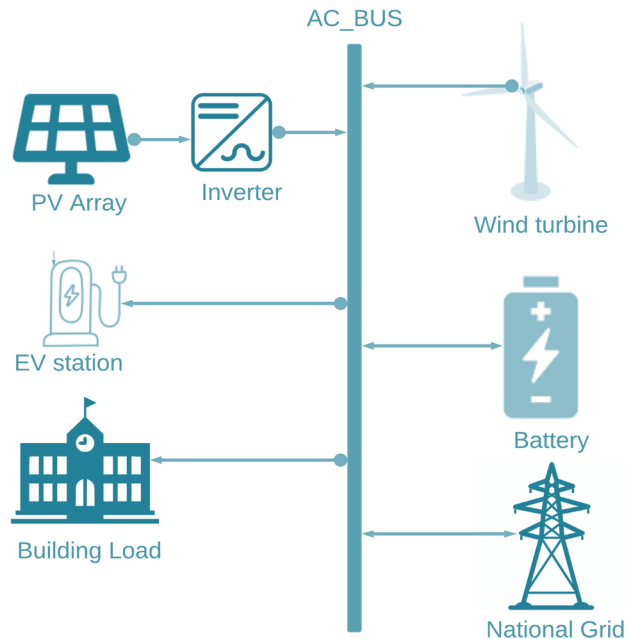 AC_BUS
PV Array
Inverter
Wind turbine
EV station
Battery
Building Load
National Grid